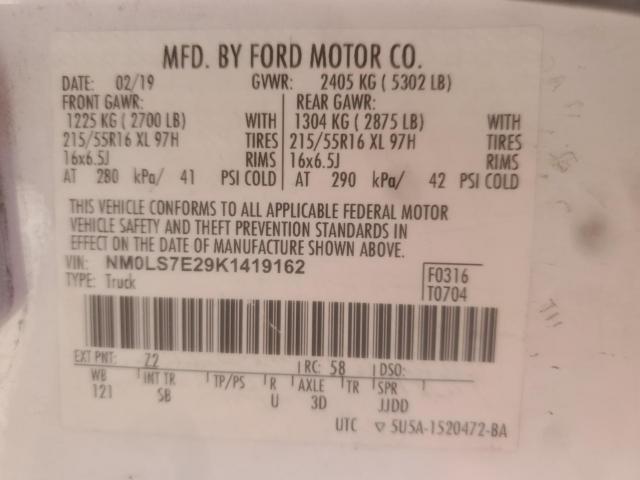 MFD. BY FORD MOTOR CO.
DATE: 02/19 GVWR: 2405 KG ( 5302 LB)
FRONT GAWR: REAR GAWR:
1225 KG ( 2700 LB) WITH 1304 KG ( 2875 LB) WITH
215/55R16 XL 97H TIRES 215/55R16 XL 97H TIRES
16x6.5J RIMS 16x6.5J RIMS
AT 280 kPa/ 41 PSI COLD AT 290 kPa/ 42 PSI COLD
THIS VEHICLE CONFORMS TO ALL APPLICABLE FEDERAL MOTOR
VEHICLE SAFETY AND THEFT PREVENTION STANDARDS IN
EFFECT ON THE DATE OF MANUFACTURE SHOWN ABOVE.
VIN: NM0LS7E29K1419162 F0316
TYPE: Truck T0704
EXT PNT: Z2 RC: 58 DSO:
WB INT TR TP/PS R AXLE TR SPR
121 SB U 3D JJDD
UTC ▽ 5U5A-1520472-BA